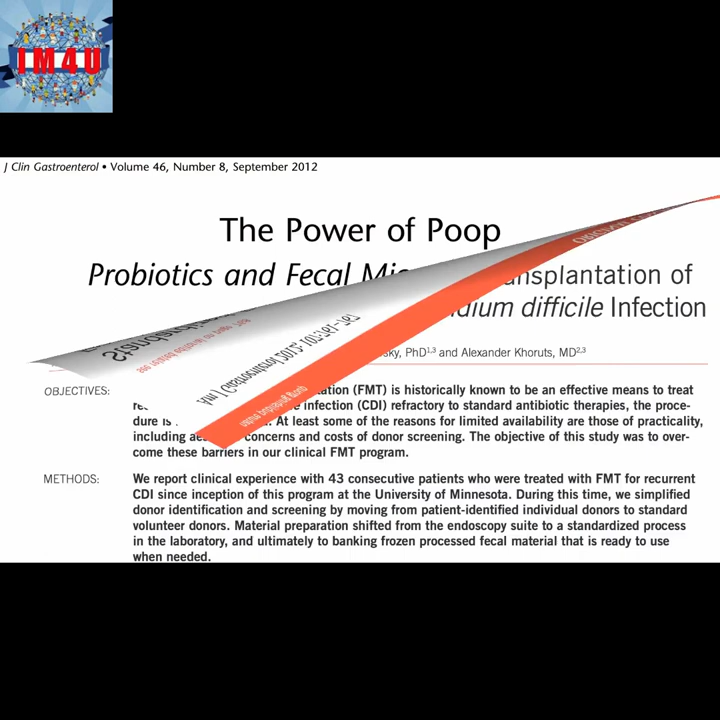 IM4U
J Clin Gastroenterol • Volume 46, Number 8, September 2012
The Power of Poop
Probiotics and Fecal
nsplantation of
difficile Infection
PhD1,3 and Alexander Khoruts, MD2,3
OBJECTIVES:
(FMT) is historically known to be an effective means to treat
infection (CDI) refractory to standard antibiotic therapies, the proce-
dure is At least some of the reasons for limited availability are those of practicality,
including concerns and costs of donor screening. The objective of this study was to over-
come these barriers in our clinical FMT program.
METHODS:
We report clinical experience with 43 consecutive patients who were treated with FMT for recurrent
CDI since inception of this program at the University of Minnesota. During this time, we simplified
donor identification and screening by moving from patient-identified individual donors to standard
volunteer donors. Material preparation shifted from the endoscopy suite to a standardized process
in the laboratory, and ultimately to banking frozen processed fecal material that is ready to use
when needed.